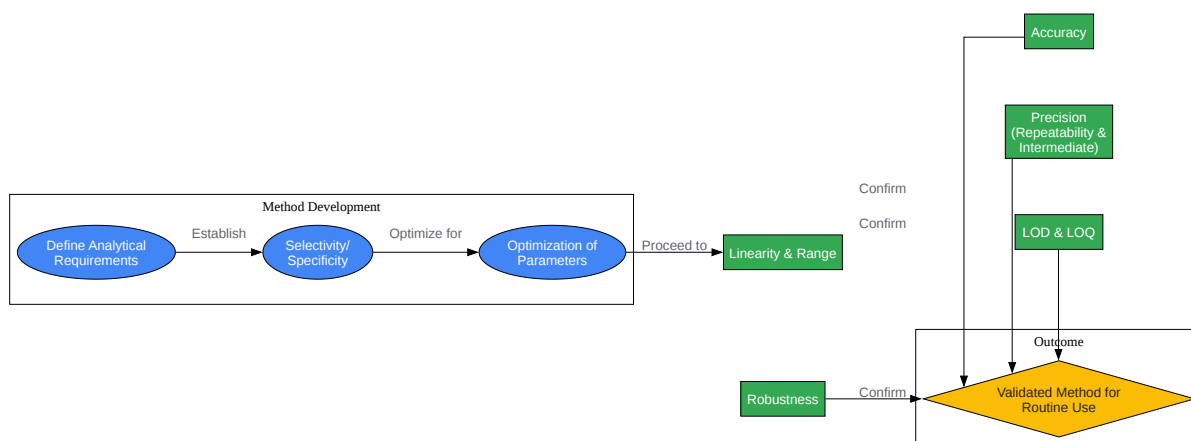 Accuracy
Precision
(Repeatability &
Intermediate)
Confirm
Method Development
Confirm
Establish
Optimize for
LOD & LOQ
Define Analytical
Requirements
Selectivity/
Specificity
Optimization of
Parameters
Proceed to
Linearity & Range
Outcome
Robustness
Confirm
Validated Method for
Routine Use